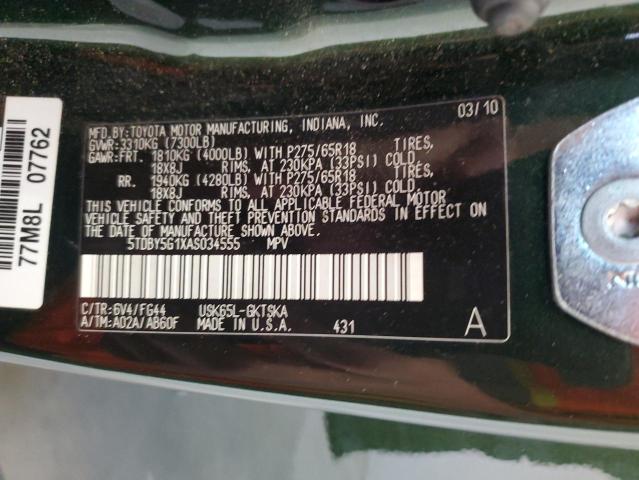 MFD.BY:TOYOTA MOTOR MANUFACTURING, INDIANA, INC. 03/10
GVWR:3310KG (7300LB)
GAWR:FRT. 1810KG (4000LB) WITH P275/65R18 TIRES,
18X8J RIMS, AT 230KPA (33PSI) COLD.
RR. 1940KG (4280LB) WITH P275/65R18 TIRES,
18X8J RIMS, AT 230KPA (33PSI) COLD.
THIS VEHICLE CONFORMS TO ALL APPLICABLE FEDERAL MOTOR
VEHICLE SAFETY AND THEFT PREVENTION STANDARDS IN EFFECT ON
THE DATE OF MANUFACTURE SHOWN ABOVE.
5TDBY5G1XAS034555 MPV
C/TR:6V4/FG44 USK65L-GKTSKA
A/TM:A02A/AB60F MADE IN U.S.A. 431 A
77M8L 07762